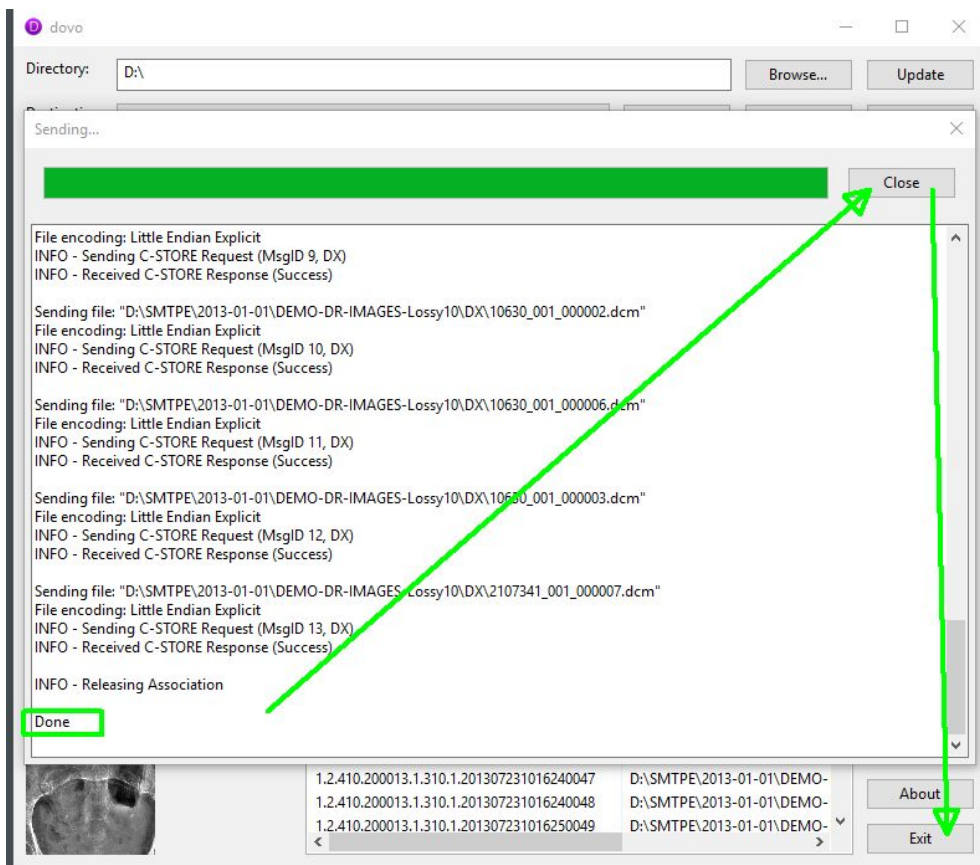 dovo
Directory:
D:\
Browse...
Update
Sending...
Close
File encoding: Little Endian Explicit
INFO - Sending C-STORE Request (MsgID 9, DX)
INFO - Received C-STORE Response (Success)
Sending file: "D:\SMTPE\2013-01-01\DEMO-DR-IMAGES-Lossy10\DX\10630_001_000002.dcm"
File encoding: Little Endian Explicit
INFO - Sending C-STORE Request (MsgID 10, DX)
INFO - Received C-STORE Response (Success)
Sending file: "D:\SMTPE\2013-01-01\DEMO-DR-IMAGES-Lossy10\DX\10630_001_000006.dcm"
File encoding: Little Endian Explicit
INFO - Sending C-STORE Request (MsgID 11, DX)
INFO - Received C-STORE Response (Success)
Sending file: "D:\SMTPE\2013-01-01\DEMO-DR-IMAGES-Lossy10\DX\10630_001_000003.dcm"
File encoding: Little Endian Explicit
INFO - Sending C-STORE Request (MsgID 12, DX)
INFO - Received C-STORE Response (Success)
Sending file: "D:\SMTPE\2013-01-01\DEMO-DR-IMAGES-Lossy10\DX\2107341_001_000007.dcm"
File encoding: Little Endian Explicit
INFO - Sending C-STORE Request (MsgID 13, DX)
INFO - Received C-STORE Response (Success)
INFO - Releasing Association
Done
1.2.410.200013.1.310.1.201307231016240047 D:\SMTPE\2013-01-01\DEMO-
1.2.410.200013.1.310.1.201307231016240048 D:\SMTPE\2013-01-01\DEMO-
1.2.410.200013.1.310.1.201307231016250049 D:\SMTPE\2013-01-01\DEMO-
About
Exit